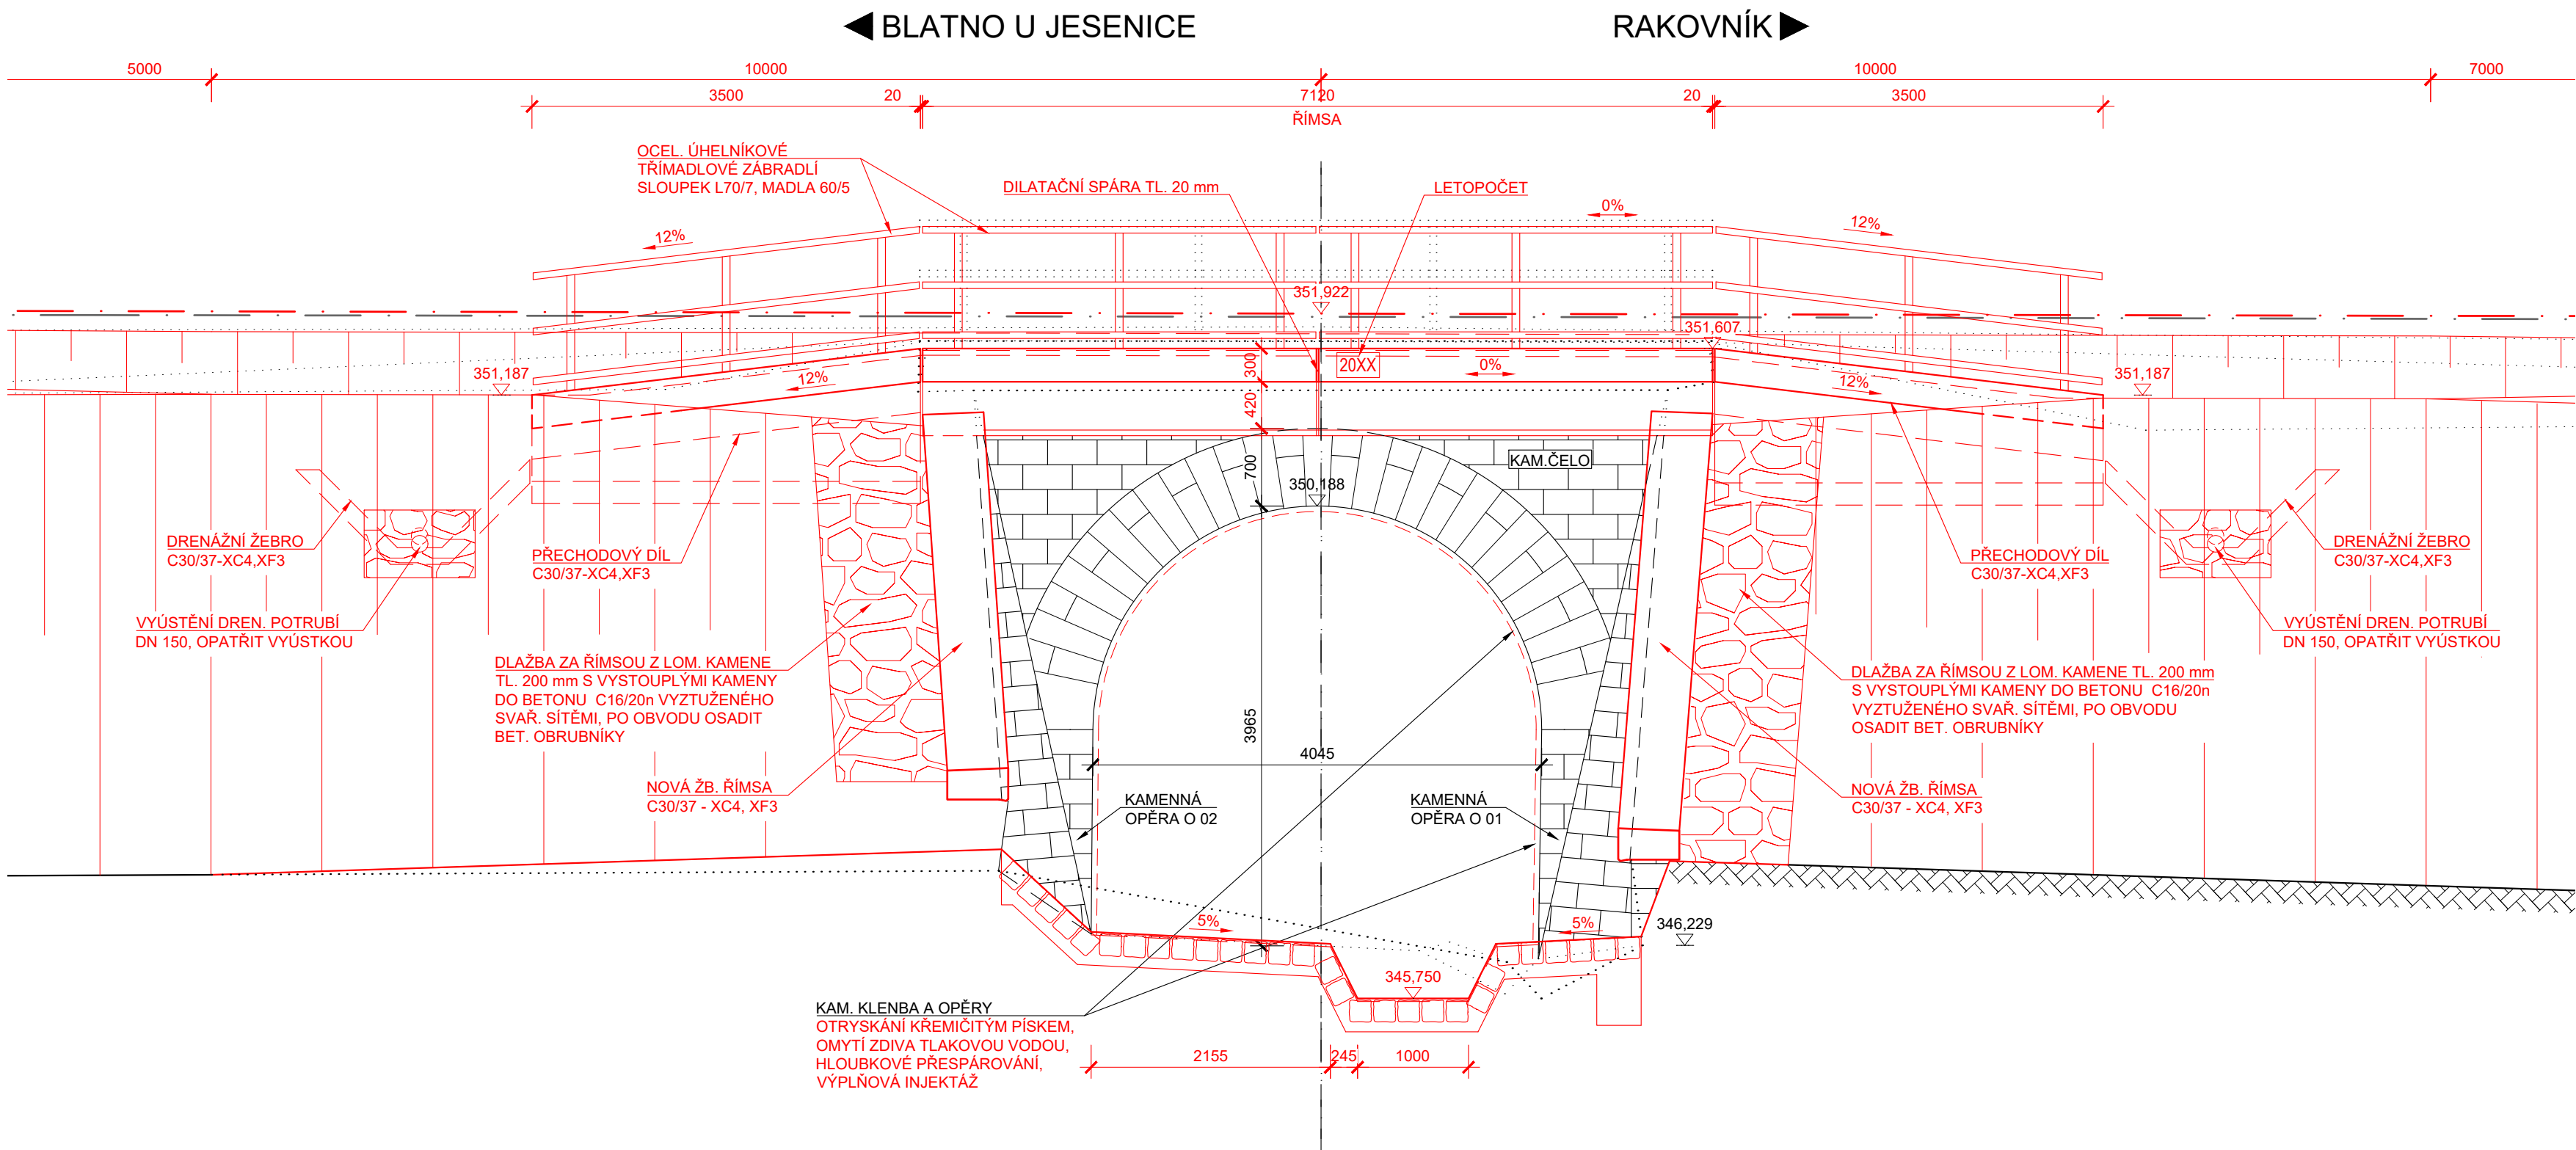 BLATNO U JESENICE
RAKOVNÍK
5000
10000
10000
7000
3500
20
7120
20
3500
ŘÍMSA
OCEL. ÚHELNÍKOVÉ
TŘÍMADLOVÉ ZÁBRADLÍ
SLOUPEK L70/7, MADLA 60/5
DILATAČNÍ SPÁRA TL. 20 mm
LETOPOČET
0%
12%
12%
351,922
351,607
351,187
12%
300
20XX
0%
12%
351,187
420
700
KAM.ČELO
350,188
DRENÁŽNÍ ŽEBRO
C30/37-XC4,XF3
PŘECHODOVÝ DÍL
C30/37-XC4,XF3
PŘECHODOVÝ DÍL
C30/37-XC4,XF3
DRENÁŽNÍ ŽEBRO
C30/37-XC4,XF3
VYÚSTĚNÍ DREN. POTRUBÍ
DN 150, OPATŘIT VYÚSTKOU
VYÚSTĚNÍ DREN. POTRUBÍ
DN 150, OPATŘIT VYÚSTKOU
DLAŽBA ZA ŘÍMSOU Z LOM. KAMENE
TL. 200 mm S VYSTOUPLÝMI KAMENY
DO BETONU C16/20n VYZTUŽENÉHO
SVAŘ. SÍTĚMI, PO OBVODU OSADIT
BET. OBRUBNÍKY
DLAŽBA ZA ŘÍMSOU Z LOM. KAMENE TL. 200 mm
S VYSTOUPLÝMI KAMENY DO BETONU C16/20n
VYZTUŽENÉHO SVAŘ. SÍTĚMI, PO OBVODU
OSADIT BET. OBRUBNÍKY
3965
4045
NOVÁ ŽB. ŘÍMSA
C30/37 - XC4, XF3
KAMENNÁ
OPĚRA O 02
KAMENNÁ
OPĚRA O 01
NOVÁ ŽB. ŘÍMSA
C30/37 - XC4, XF3
5%
5%
346,229
345,750
KAM. KLENBA A OPĚRY
OTRYSKÁNÍ KŘEMIČITÝM PÍSKEM,
OMYTÍ ZDIVA TLAKOVOU VODOU,
HLOUBKOVÉ PŘESPÁROVÁNÍ,
VÝPLŇOVÁ INJEKTÁŽ
2155
245
1000